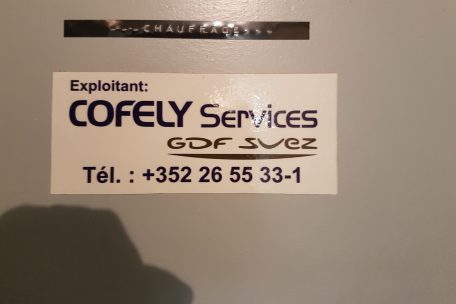 ---CHAUFFAGE---
Exploitant:
COFELY Services
GDF SUEZ
Tél. : +352 26 55 33-1